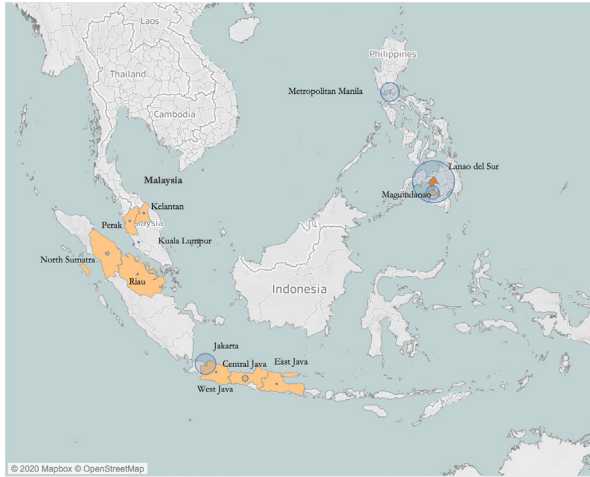 Laos
Thailand
Philippines
Metropolitan Manila
Cambodia
Lanao del Sur
Malaysia
Maguindanao
Kelantan
Perak
aysia
Kuala Lumpur
North Sumatra
Riau
Indonesia
Jakarta
Central Java
East Java
West Java
© 2020 Mapbox © OpenStreetMap